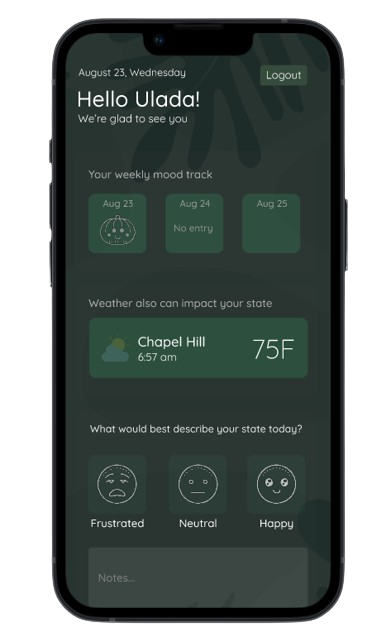 August 23, Wednesday
Logout
Hello Ulada!
We're glad to see you
Your weekly mood track
Aug 23
Aug 24
Aug 25
No entry
Weather also can impact your state
Chapel Hill
6:57 am
75F
What would best describe your state today?
Frustrated
Neutral
Happy
Notes...